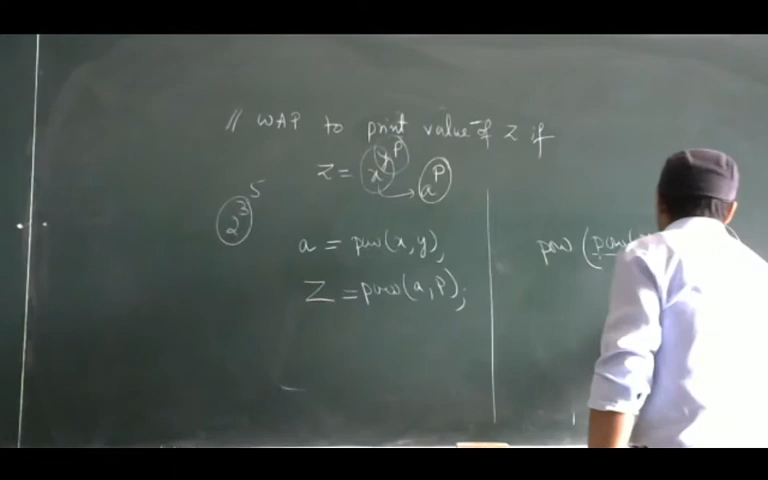 // WAP to print value of Z if
z = x^y^P → a^P
2^3^5
a = pow(x,y);
Z = pow(a,P);
pow (pow(